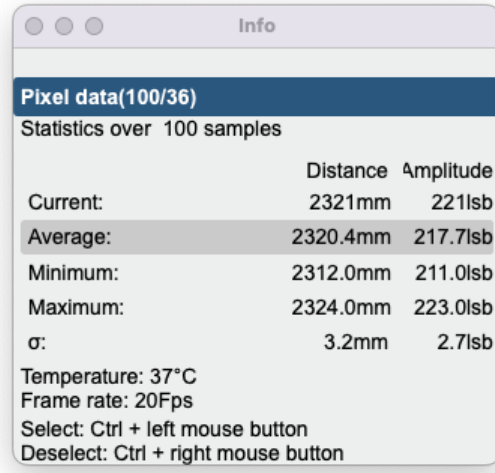 Info
Pixel data(100/36)
Statistics over 100 samples
Distance Amplitude
Current: 2321mm 221lsb
Average: 2320.4mm 217.7lsb
Minimum: 2312.0mm 211.0lsb
Maximum: 2324.0mm 223.0lsb
σ: 3.2mm 2.7lsb
Temperature: 37°C
Frame rate: 20Fps
Select: Ctrl + left mouse button
Deselect: Ctrl + right mouse button